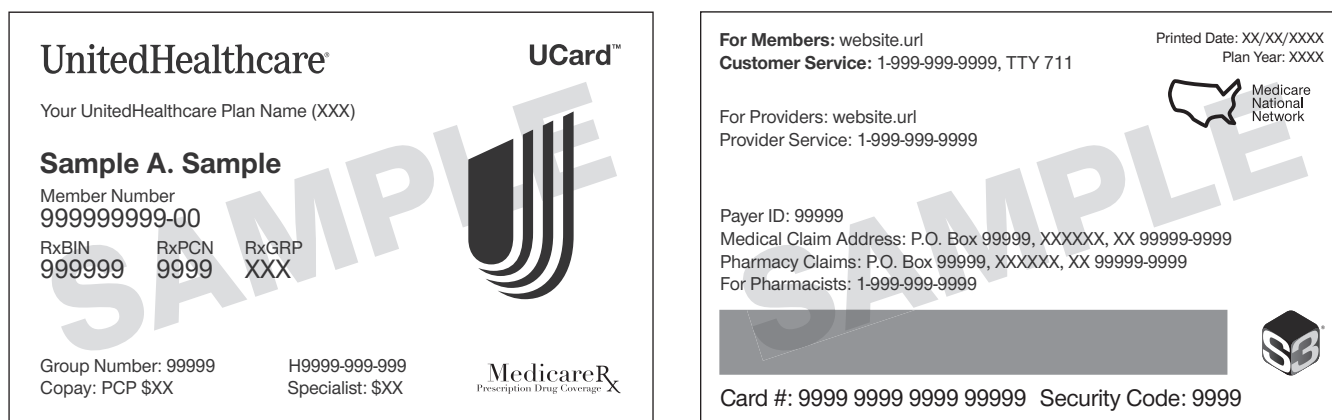 UnitedHealthcare®
UCard™
Your UnitedHealthcare Plan Name (XXX)
Sample A. Sample
Member Number
999999999-00
RxBIN RxPCN RxGRP
999999 9999 XXX
Group Number: 99999 H9999-999-999
Copay: PCP $XX Specialist: $XX
MedicareRx
Prescription Drug Coverage
SAMPLE
For Members: website.url
Customer Service: 1-999-999-9999, TTY 711
Printed Date: XX/XX/XXXX
Plan Year: XXXX
Medicare
National
Network
For Providers: website.url
Provider Service: 1-999-999-9999
Payer ID: 99999
Medical Claim Address: P.O. Box 99999, XXXXXX, XX 99999-9999
Pharmacy Claims: P.O. Box 99999, XXXXXX, XX 99999-9999
For Pharmacists: 1-999-999-9999
S3®
Card #: 9999 9999 9999 99999 Security Code: 9999
SAMPLE